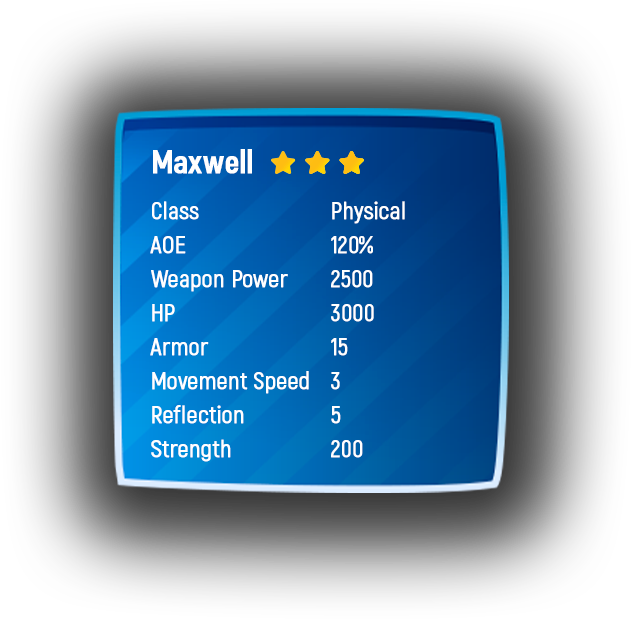 Maxwell
Class Physical
AOE 120%
Weapon Power 2500
HP 3000
Armor 15
Movement Speed 3
Reflection 5
Strength 200